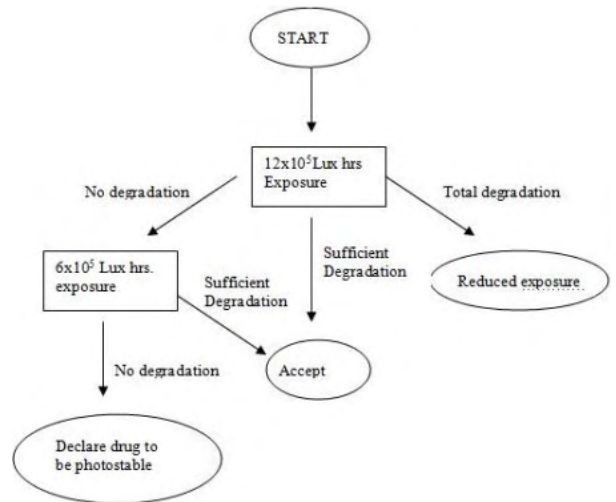 START
12x10⁵Lux hrs
Exposure
No degradation
Total degradation
6x10⁵ Lux hrs.
exposure
Sufficient
Degradation
Sufficient
Degradation
Reduced exposure
No degradation
Accept
Declare drug to
be photostable